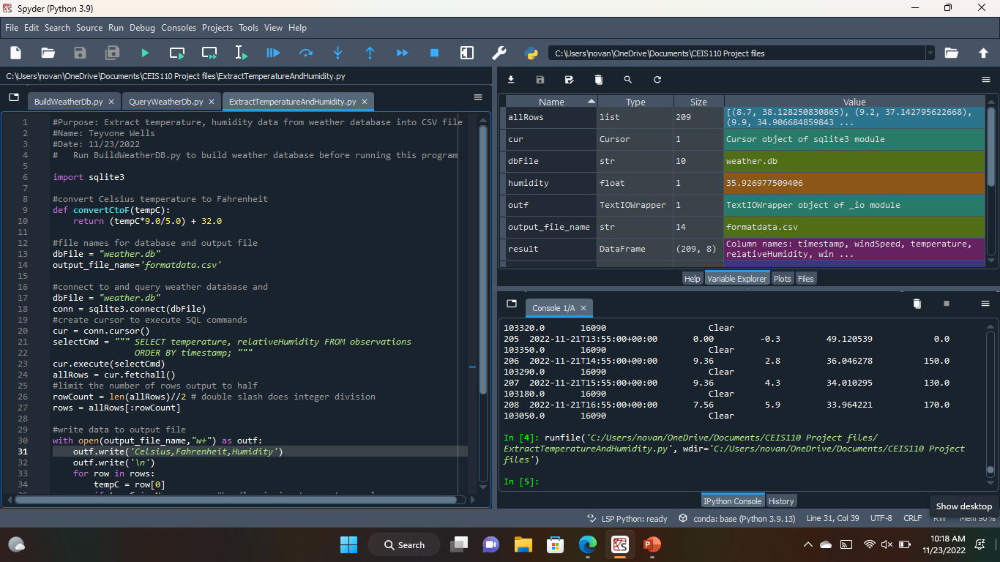 Spyder (Python 3.9)
File Edit Search Source Run Debug Consoles Projects Tools View Help
C:\Users\novan\OneDrive\Documents\CEIS110 Project files
C:\Users\novan\OneDrive\Documents\CEIS110 Project files\ExtractTemperatureAndHumidity.py
BuildWeatherDb.py QueryWeatherDb.py ExtractTemperatureAndHumidity.py
1 #Purpose: Extract temperature, humidity data from weather database into CSV file
2 #Name: Teyvone Wells
3 #Date: 11/23/2022
4 #   Run BuildWeatherDB.py to build weather database before running this program
5
6 import sqlite3
7
8 #convert Celsius temperature to Fahrenheit
9 def convertCtoF(tempC):
10     return (tempC*9.0/5.0) + 32.0
11
12 #file names for database and output file
13 dbFile = "weather.db"
14 output_file_name='formatdata.csv'
15
16 #connect to and query weather database and
17 dbFile = "weather.db"
18 conn = sqlite3.connect(dbFile)
19 #create cursor to execute SQL commands
20 cur = conn.cursor()
21 selectCmd = """ SELECT temperature, relativeHumidity FROM observations
22                 ORDER BY timestamp; """
23 cur.execute(selectCmd)
24 allRows = cur.fetchall()
25 #limit the number of rows output to half
26 rowCount = len(allRows)//2 # double slash does integer division
27 rows = allRows[:rowCount]
28
29 #write data to output file
30 with open(output_file_name,"w+") as outf:
31     outf.write('Celsius,Fahrenheit,Humidity')
32     outf.write('\n')
33     for row in rows:
34         tempC = row[0]
Name Type Size Value
allRows list 209 [(8.7, 38.128250830865), (9.2, 37.142795622668),
(9.9, 34.906684859843 ...
cur Cursor 1 Cursor object of sqlite3 module
dbFile str 10 weather.db
humidity float 1 35.926977509406
outf TextIOWrapper 1 TextIOWrapper object of _io module
output_file_name str 14 formatdata.csv
result DataFrame (209, 8) Column names: timestamp, windSpeed, temperature,
relativeHumidity, win ...
Help Variable Explorer Plots Files
Console 1/A
103320.0 16090 Clear
205 2022-11-21T13:55:00+00:00 0.00 -0.3 49.120539 0.0
103350.0 16090 Clear
206 2022-11-21T14:55:00+00:00 9.36 2.8 36.046278 150.0
103290.0 16090 Clear
207 2022-11-21T15:55:00+00:00 9.36 4.3 34.010295 130.0
103180.0 16090 Clear
208 2022-11-21T16:55:00+00:00 7.56 5.9 33.964221 170.0
103050.0 16090 Clear
In [4]: runfile('C:/Users/novan/OneDrive/Documents/CEIS110 Project files/
ExtractTemperatureAndHumidity.py', wdir='C:/Users/novan/OneDrive/Documents/CEIS110 Project
files')
In [5]:
IPython Console History
Show desktop
LSP Python: ready conda: base (Python 3.9.13) Line 31, Col 39 UTF-8 CRLF RW Mem 90%
Search
10:18 AM
11/23/2022